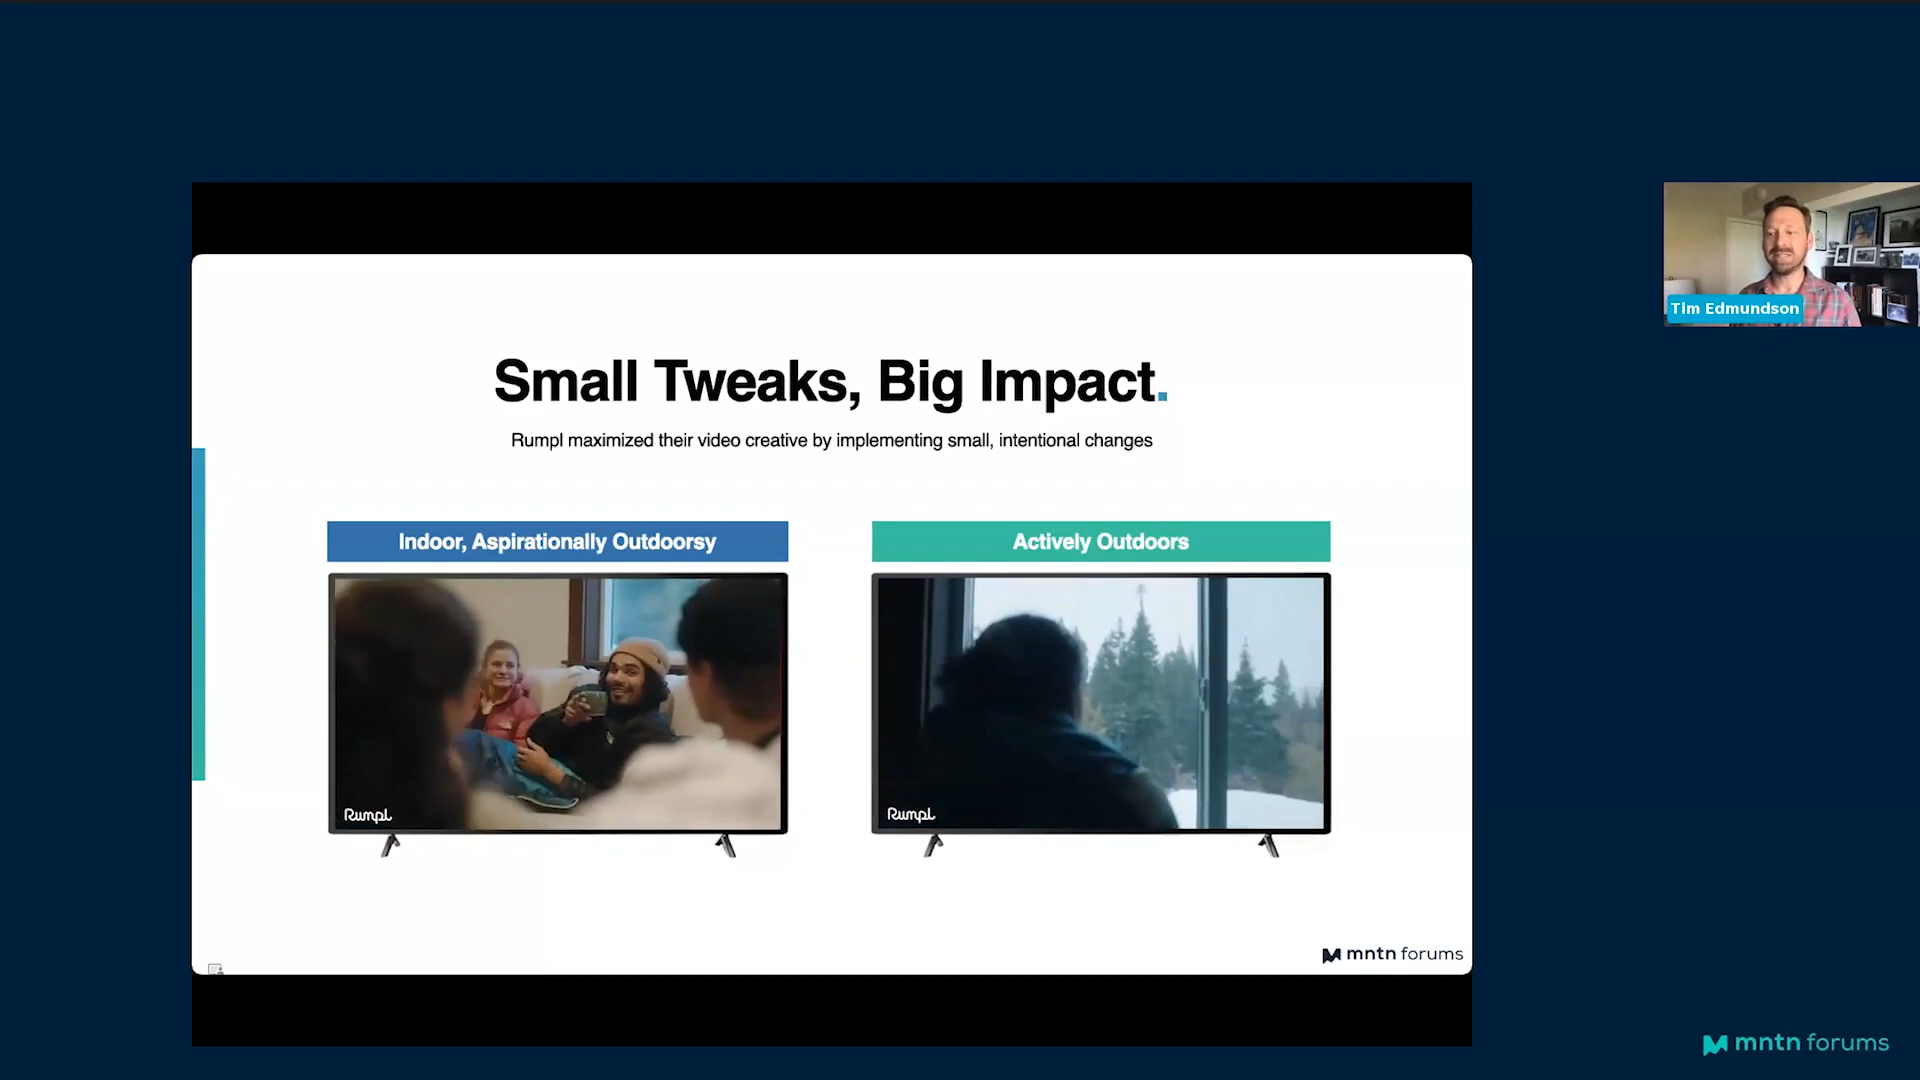 Small Tweaks, Big Impact.
Rumpl maximized their video creative by implementing small, intentional changes
Indoor, Aspirationally Outdoorsy
Actively Outdoors
Rumpl
Rumpl
mntn forums
Tim Edmundson
mntn forums